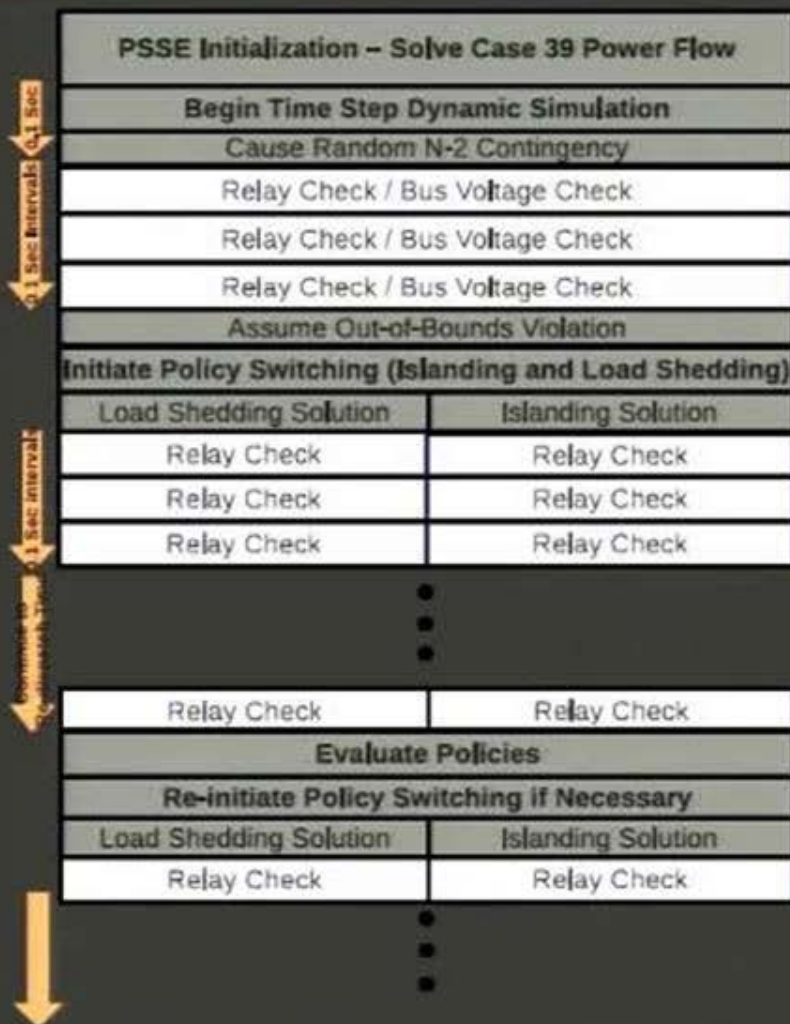 PSSE Initialization – Solve Case 39 Power Flow
Begin Time Step Dynamic Simulation
0.1 Sec
Cause Random N-2 Contingency
0.1 Sec Intervals
Relay Check / Bus Voltage Check
Relay Check / Bus Voltage Check
Relay Check / Bus Voltage Check
Assume Out-of-Bounds Violation
Initiate Policy Switching (Islanding and Load Shedding)
Load Shedding Solution Islanding Solution
0.1 Sec Intervals
Relay Check Relay Check
Relay Check Relay Check
Relay Check Relay Check
Relay Check Relay Check
Evaluate Policies
Re-initiate Policy Switching if Necessary
Load Shedding Solution Islanding Solution
Relay Check Relay Check